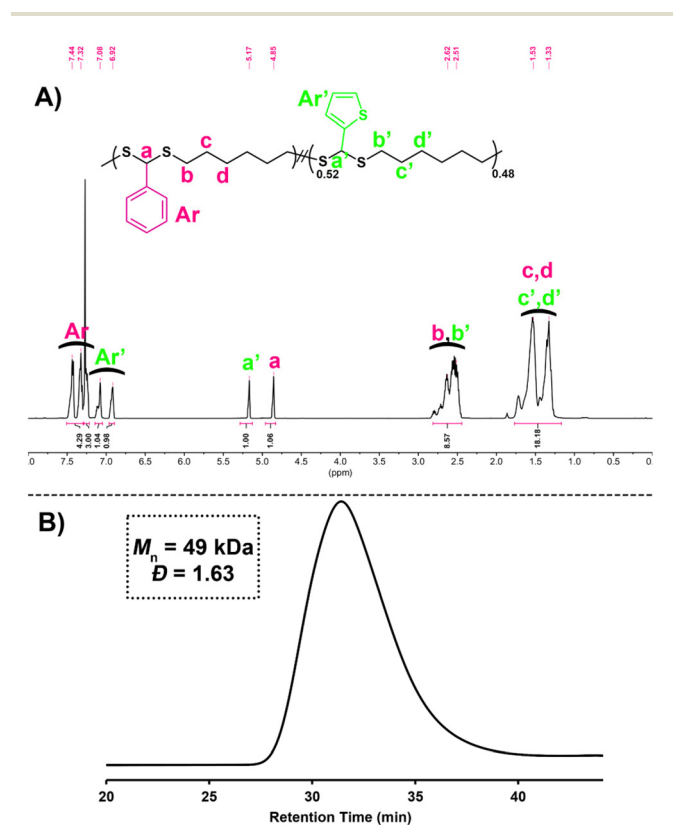 7.44 7.32 7.08 6.92 5.17 4.85 2.62 2.51 1.53 1.33
A)
Ar'
S a S c b d S a' S b' c' d'
0.52 0.48
Ar
c,d
c',d'
Ar Ar' a' a b,b'
4.29 3.00 1.04 0.98 1.00 1.06 8.57 18.18
.0 7.5 7.0 6.5 6.0 5.5 5.0 4.5 4.0 3.5 3.0 2.5 2.0 1.5 1.0 0.5 0.0
(ppm)
B)
Mn = 49 kDa
Đ = 1.63
20 25 30 35 40
Retention Time (min)